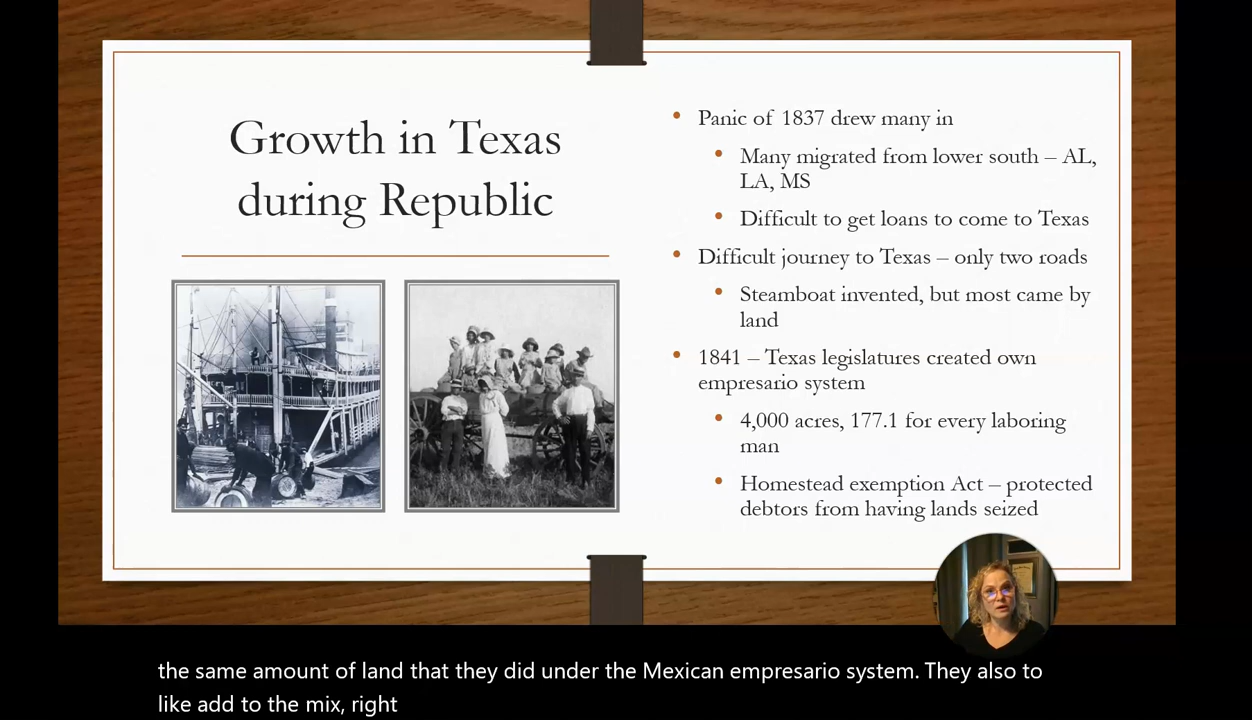 Growth in Texas
during Republic
• Panic of 1837 drew many in
• Many migrated from lower south – AL,
LA, MS
• Difficult to get loans to come to Texas
• Difficult journey to Texas – only two roads
• Steamboat invented, but most came by
land
• 1841 – Texas legislatures created own
empresario system
• 4,000 acres, 177.1 for every laboring
man
• Homestead exemption Act – protected
debtors from having lands seized
the same amount of land that they did under the Mexican empresario system. They also to
like add to the mix, right